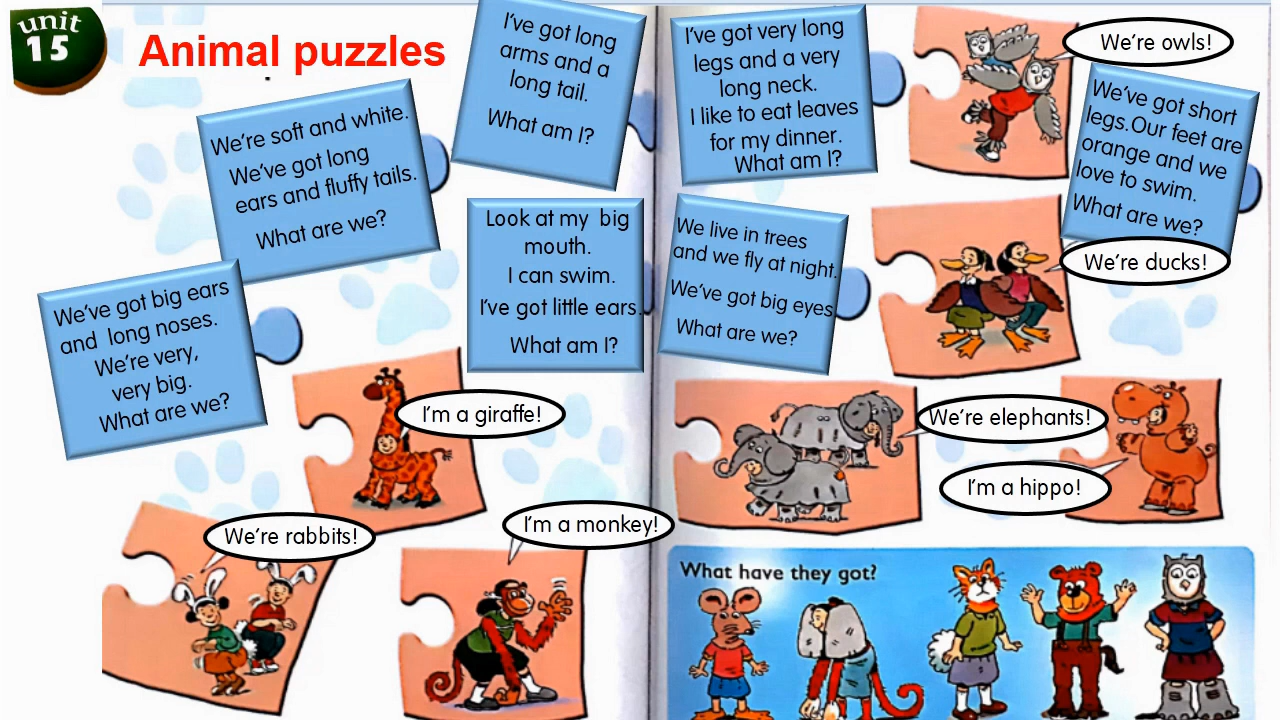 unit
15
Animal puzzles
I've got long
arms and a
long tail.
What am I?
I've got very long
legs and a very
long neck.
I like to eat leaves
for my dinner.
What am I?
We're owls!
We're soft and white.
We've got long
ears and fluffy tails.
What are we?
We've got short
legs.Our feet are
orange and we
love to swim.
What are we?
Look at my big
mouth.
I can swim.
I've got little ears.
What am I?
We live in trees
and we fly at night.
We've got big eyes
What are we?
We're ducks!
We've got big ears
and long noses.
We're very,
very big.
What are we?
I'm a giraffe!
We're elephants!
I'm a hippo!
We're rabbits!
I'm a monkey!
What have they got?